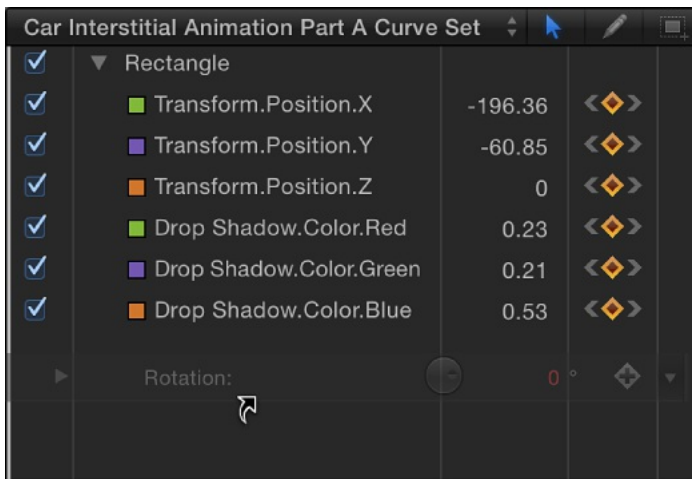 Car Interstitial Animation Part A Curve Set
Rectangle
Transform.Position.X -196.36
Transform.Position.Y -60.85
Transform.Position.Z 0
Drop Shadow.Color.Red 0.23
Drop Shadow.Color.Green 0.21
Drop Shadow.Color.Blue 0.53
Rotation: 0 °